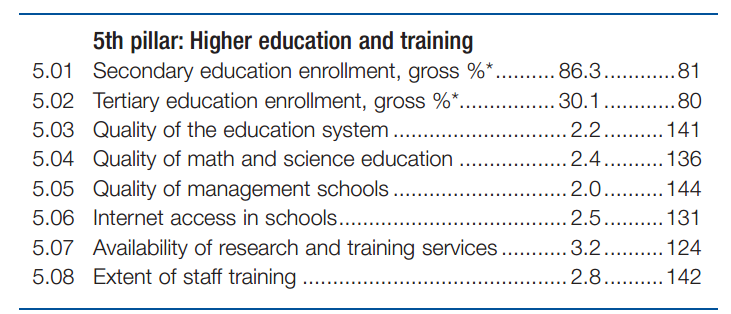 5th pillar: Higher education and training
5.01 Secondary education enrollment, gross %*..........86.3............81
5.02 Tertiary education enrollment, gross %*................30.1............80
5.03 Quality of the education system.............................2.2..........141
5.04 Quality of math and science education..................2.4..........136
5.05 Quality of management schools.............................2.0..........144
5.06 Internet access in schools......................................2.5..........131
5.07 Availability of research and training services...........3.2..........124
5.08 Extent of staff training............................................2.8..........142